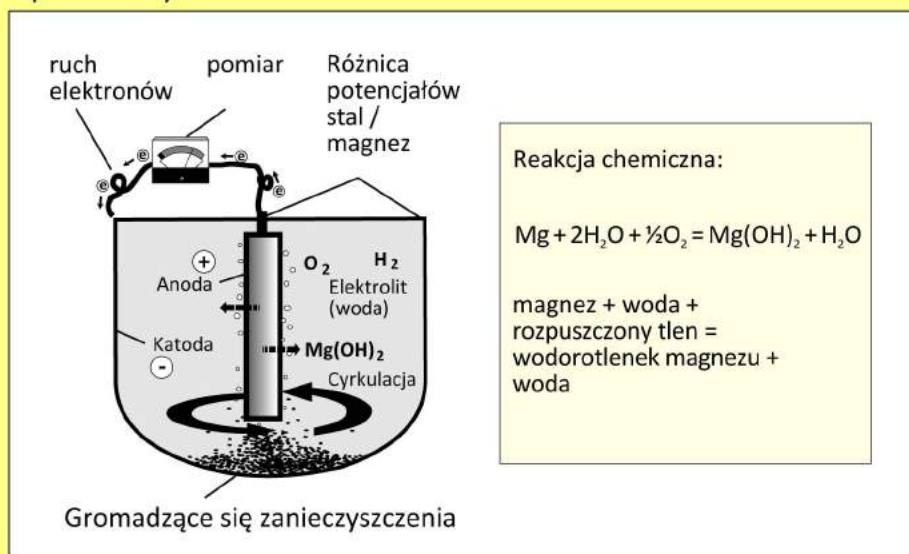 ruch
elektronów
pomiar
Różnica
potencjałów
stal /
magnez
e
e
e
e
+
Anoda
O₂
H₂
Elektrolit
(woda)
Katoda
-
Mg(OH)₂
Cyrkulacja
Gromadzące się zanieczyszczenia
Reakcja chemiczna:
Mg + 2H₂O + ½O₂ = Mg(OH)₂ + H₂O
magnez + woda +
rozpuszczony tlen =
wodorotlenek magnezu +
woda